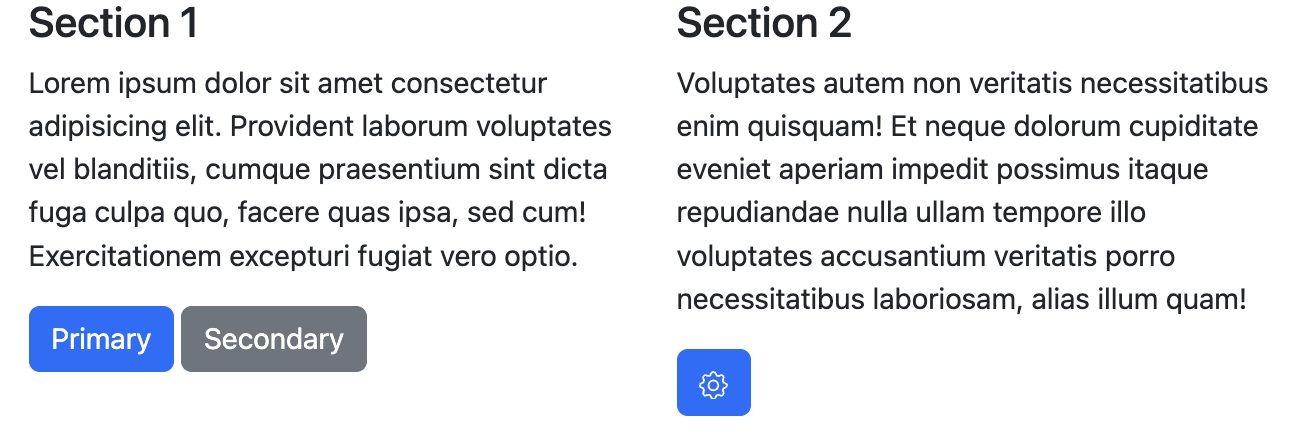 Section 1
Lorem ipsum dolor sit amet consectetur
adipisicing elit. Provident laborum voluptates
vel blanditiis, cumque praesentium sint dicta
fuga culpa quo, facere quas ipsa, sed cum!
Exercitationem excepturi fugiat vero optio.
Primary
Secondary
Section 2
Voluptates autem non veritatis necessitatibus
enim quisquam! Et neque dolorum cupiditate
eveniet aperiam impedit possimus itaque
repudiandae nulla ullam tempore illo
voluptates accusantium veritatis porro
necessitatibus laboriosam, alias illum quam!